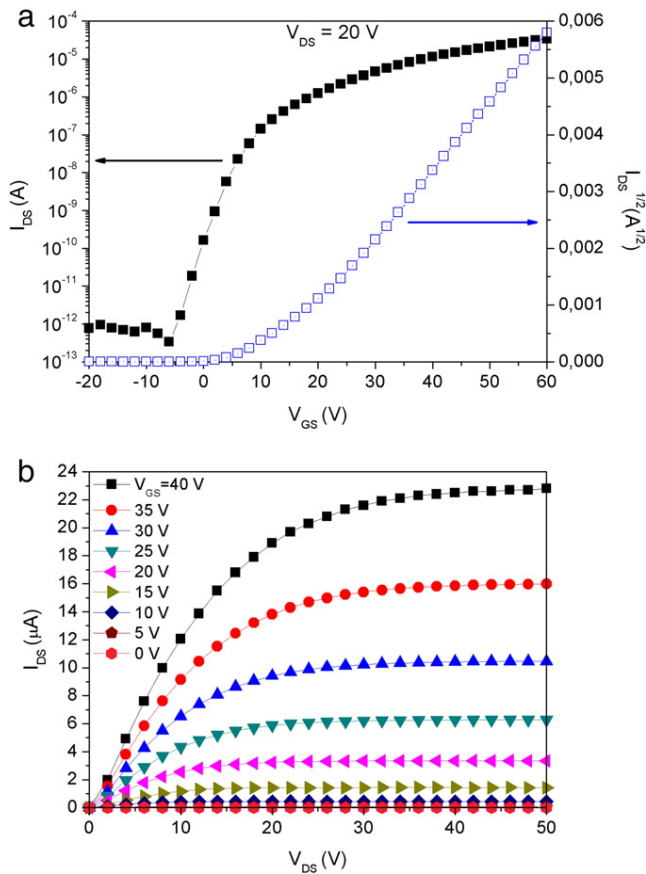 a
V_DS = 20 V
10^-4
10^-5
10^-6
10^-7
10^-8
10^-9
10^-10
10^-11
10^-12
10^-13
I_DS (A)
0,006
0,005
0,004
0,003
0,002
0,001
0,000
I_DS^1/2(A^1/2)
-20 -10 0 10 20 30 40 50 60
V_GS (V)
b
24
22
20
18
16
14
12
10
8
6
4
2
0
I_DS (μA)
V_GS=40 V
35 V
30 V
25 V
20 V
15 V
10 V
5 V
0 V
0 10 20 30 40 50
V_DS (V)